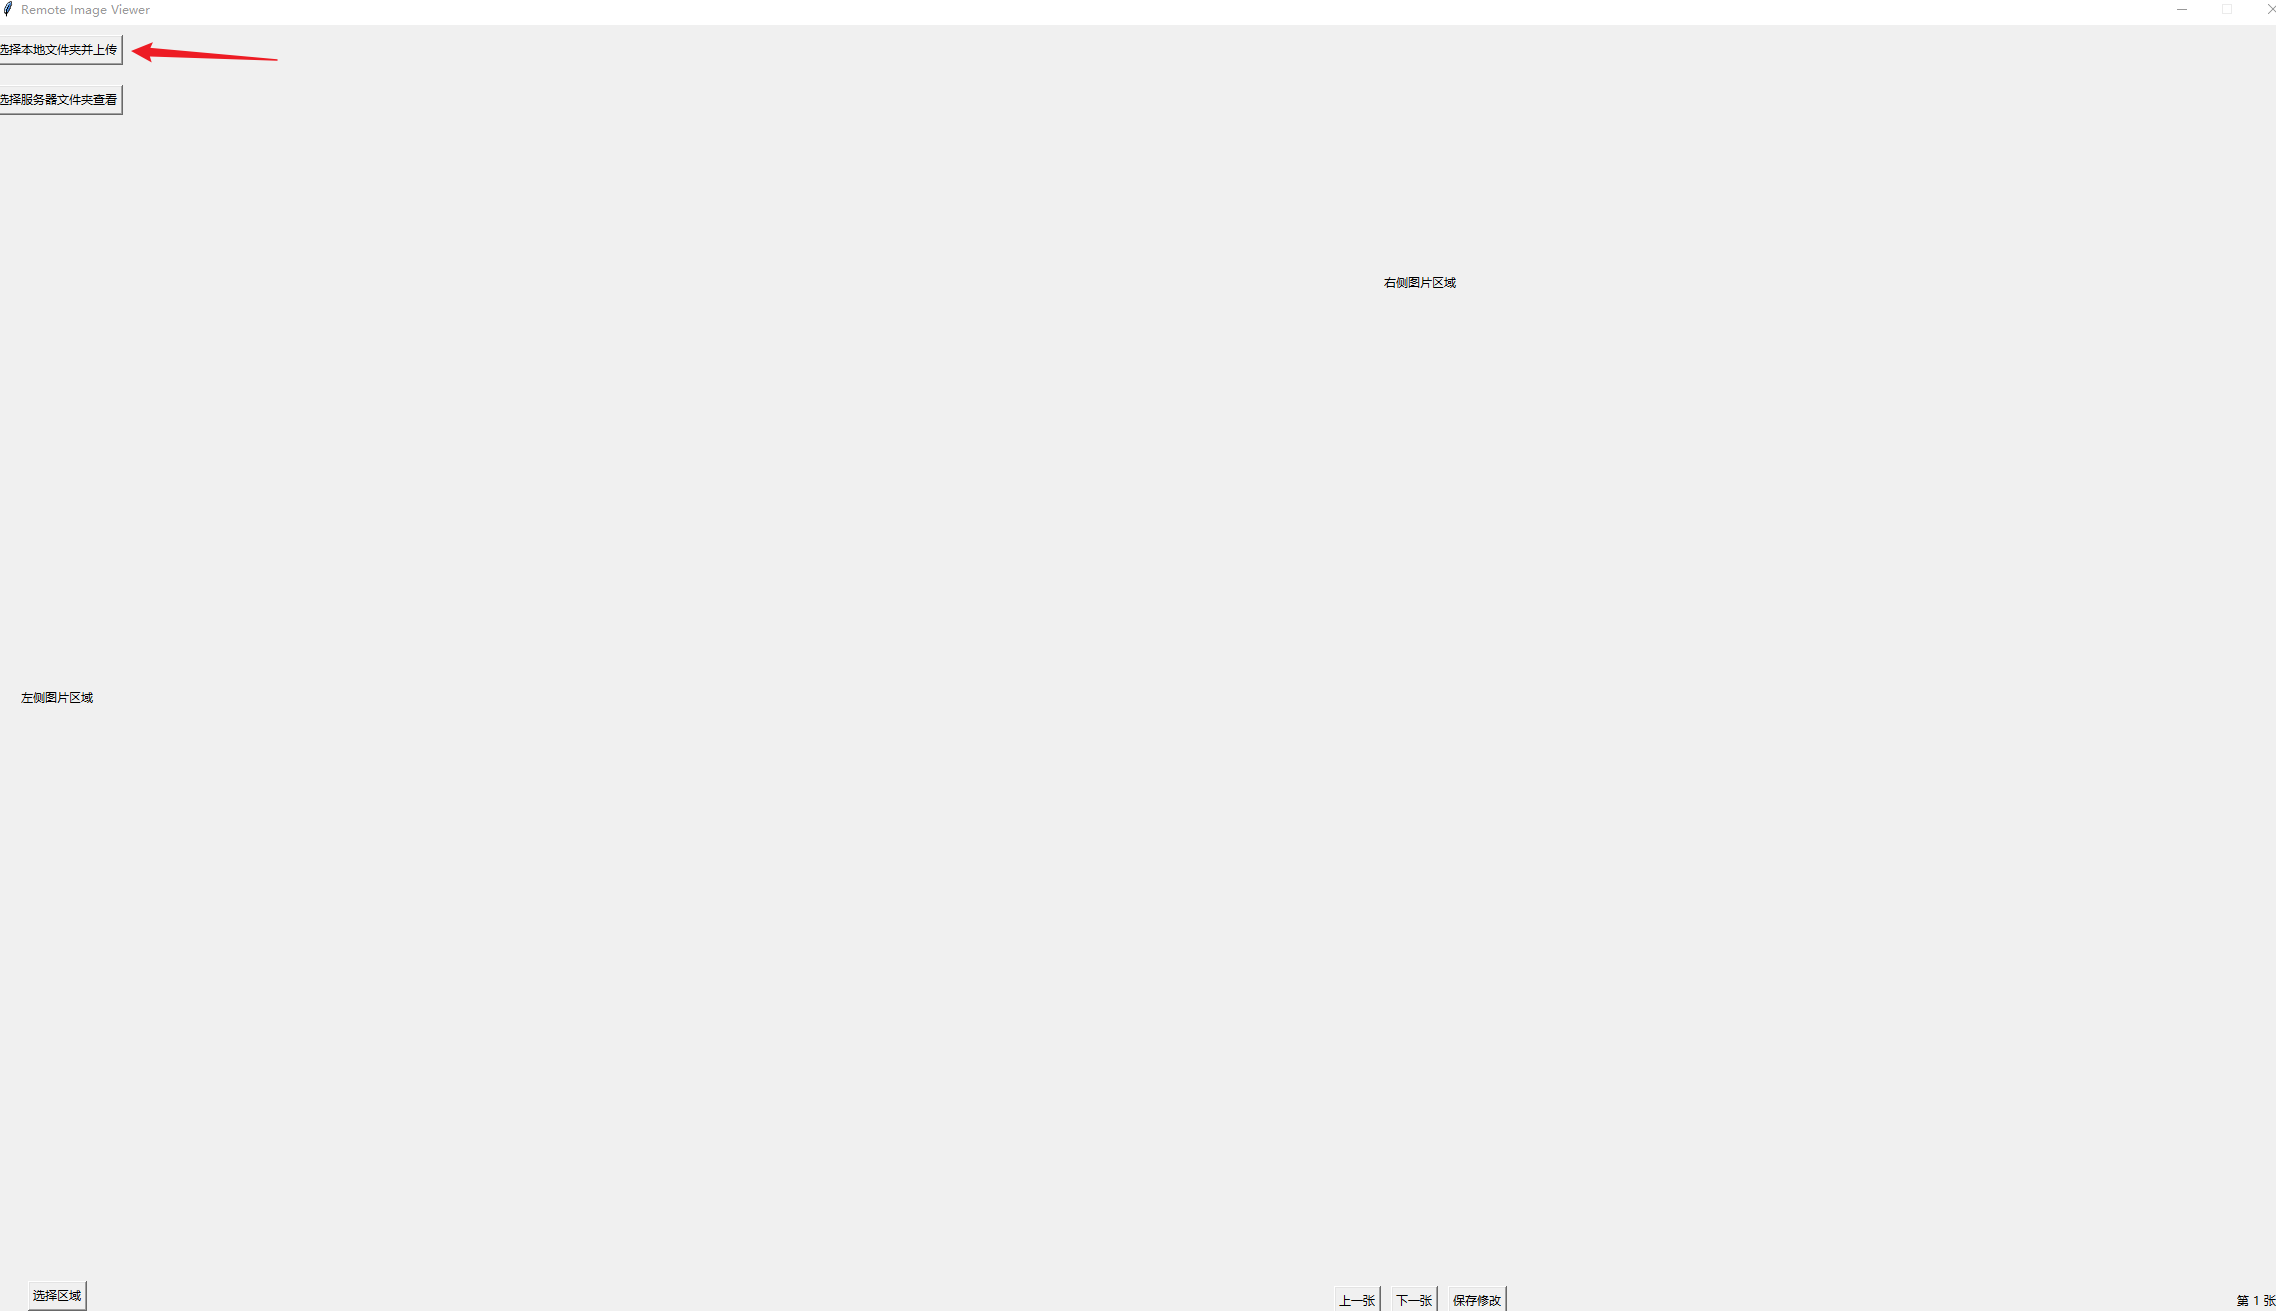 Remote Image Viewer
选择本地文件夹并上传
选择服务器文件夹查看
右侧图片区域
左侧图片区域
选择区域
上一张
下一张
保存修改
第 1 张